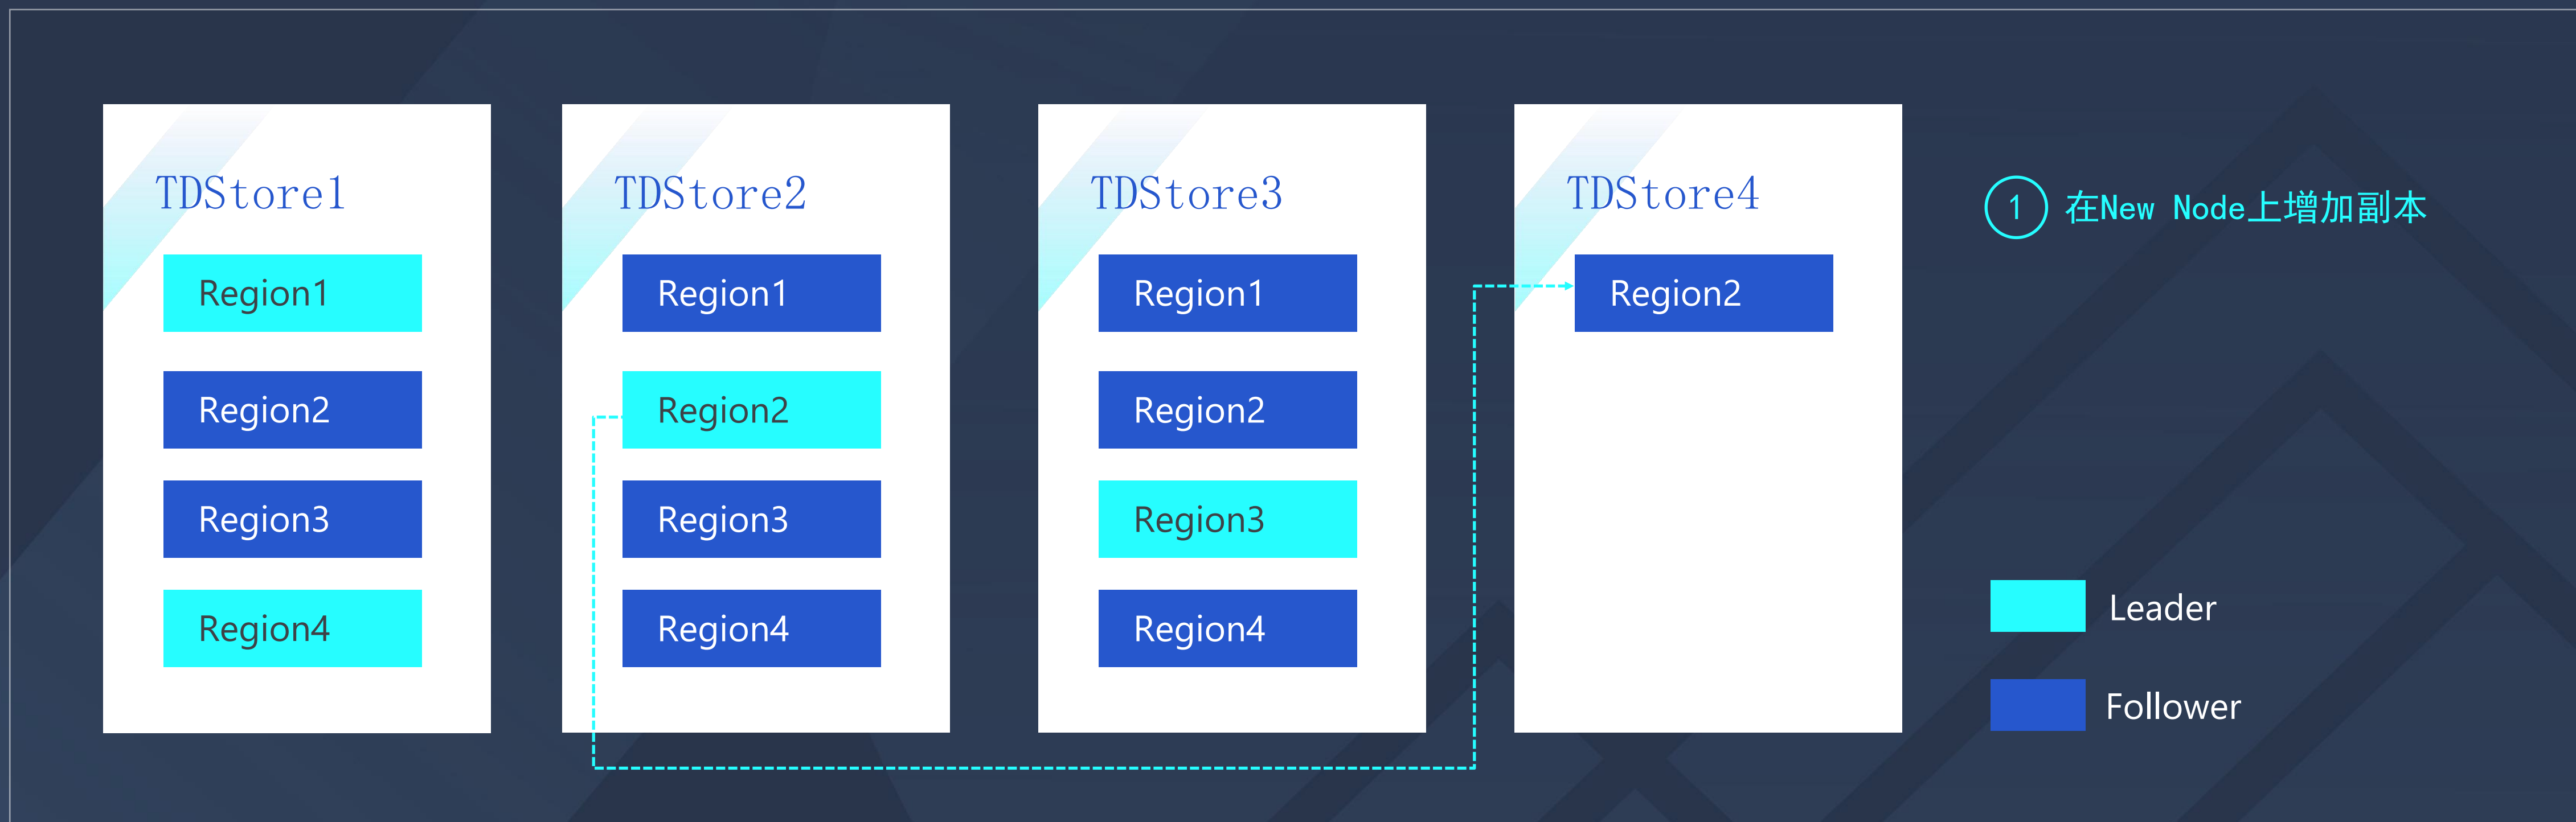 TDStore1
Region1
Region2
Region3
Region4
TDStore2
Region1
Region2
Region3
Region4
TDStore3
Region1
Region2
Region3
Region4
TDStore4
Region2
1 在New Node上增加副本
Leader
Follower